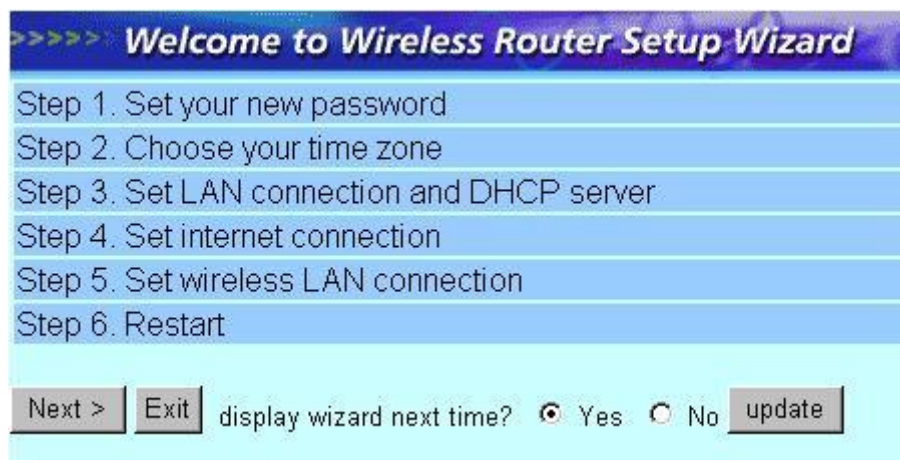 >>>>> Welcome to Wireless Router Setup Wizard
Step 1. Set your new password
Step 2. Choose your time zone
Step 3. Set LAN connection and DHCP server
Step 4. Set internet connection
Step 5. Set wireless LAN connection
Step 6. Restart
Next > Exit display wizard next time? Yes No update